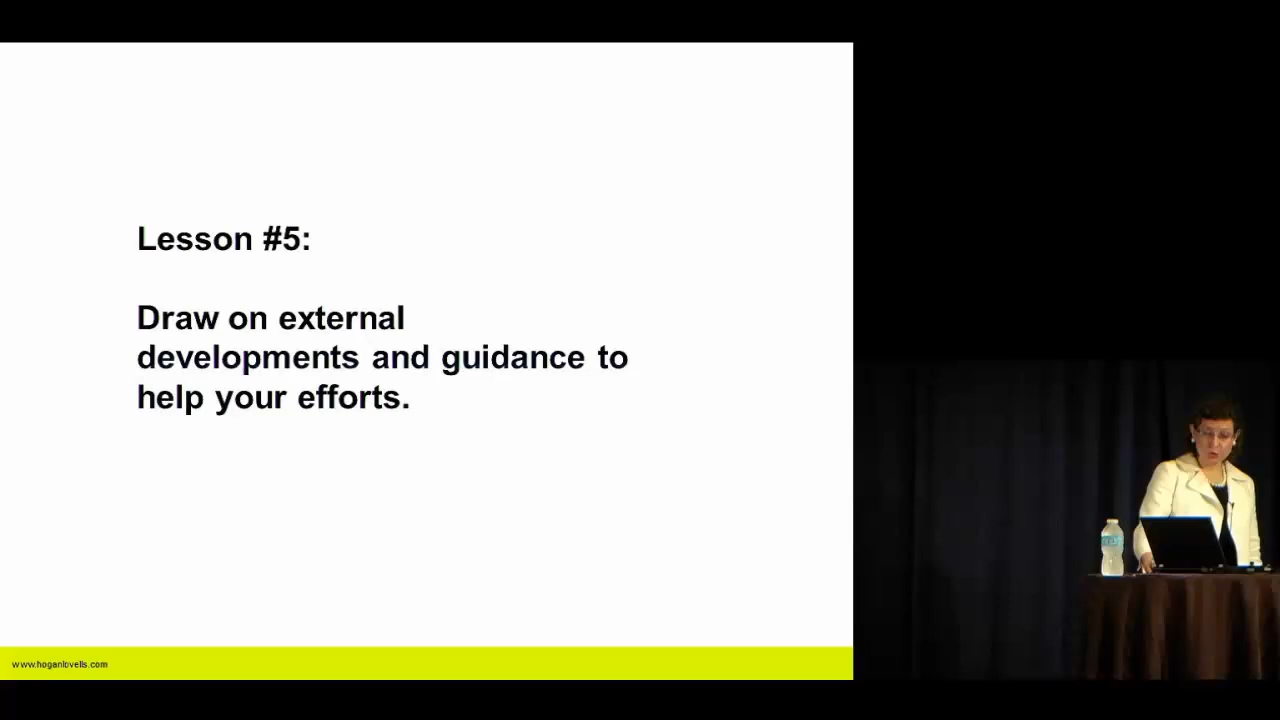 Lesson #5:
Draw on external
developments and guidance to
help your efforts.
www.hoganlovells.com